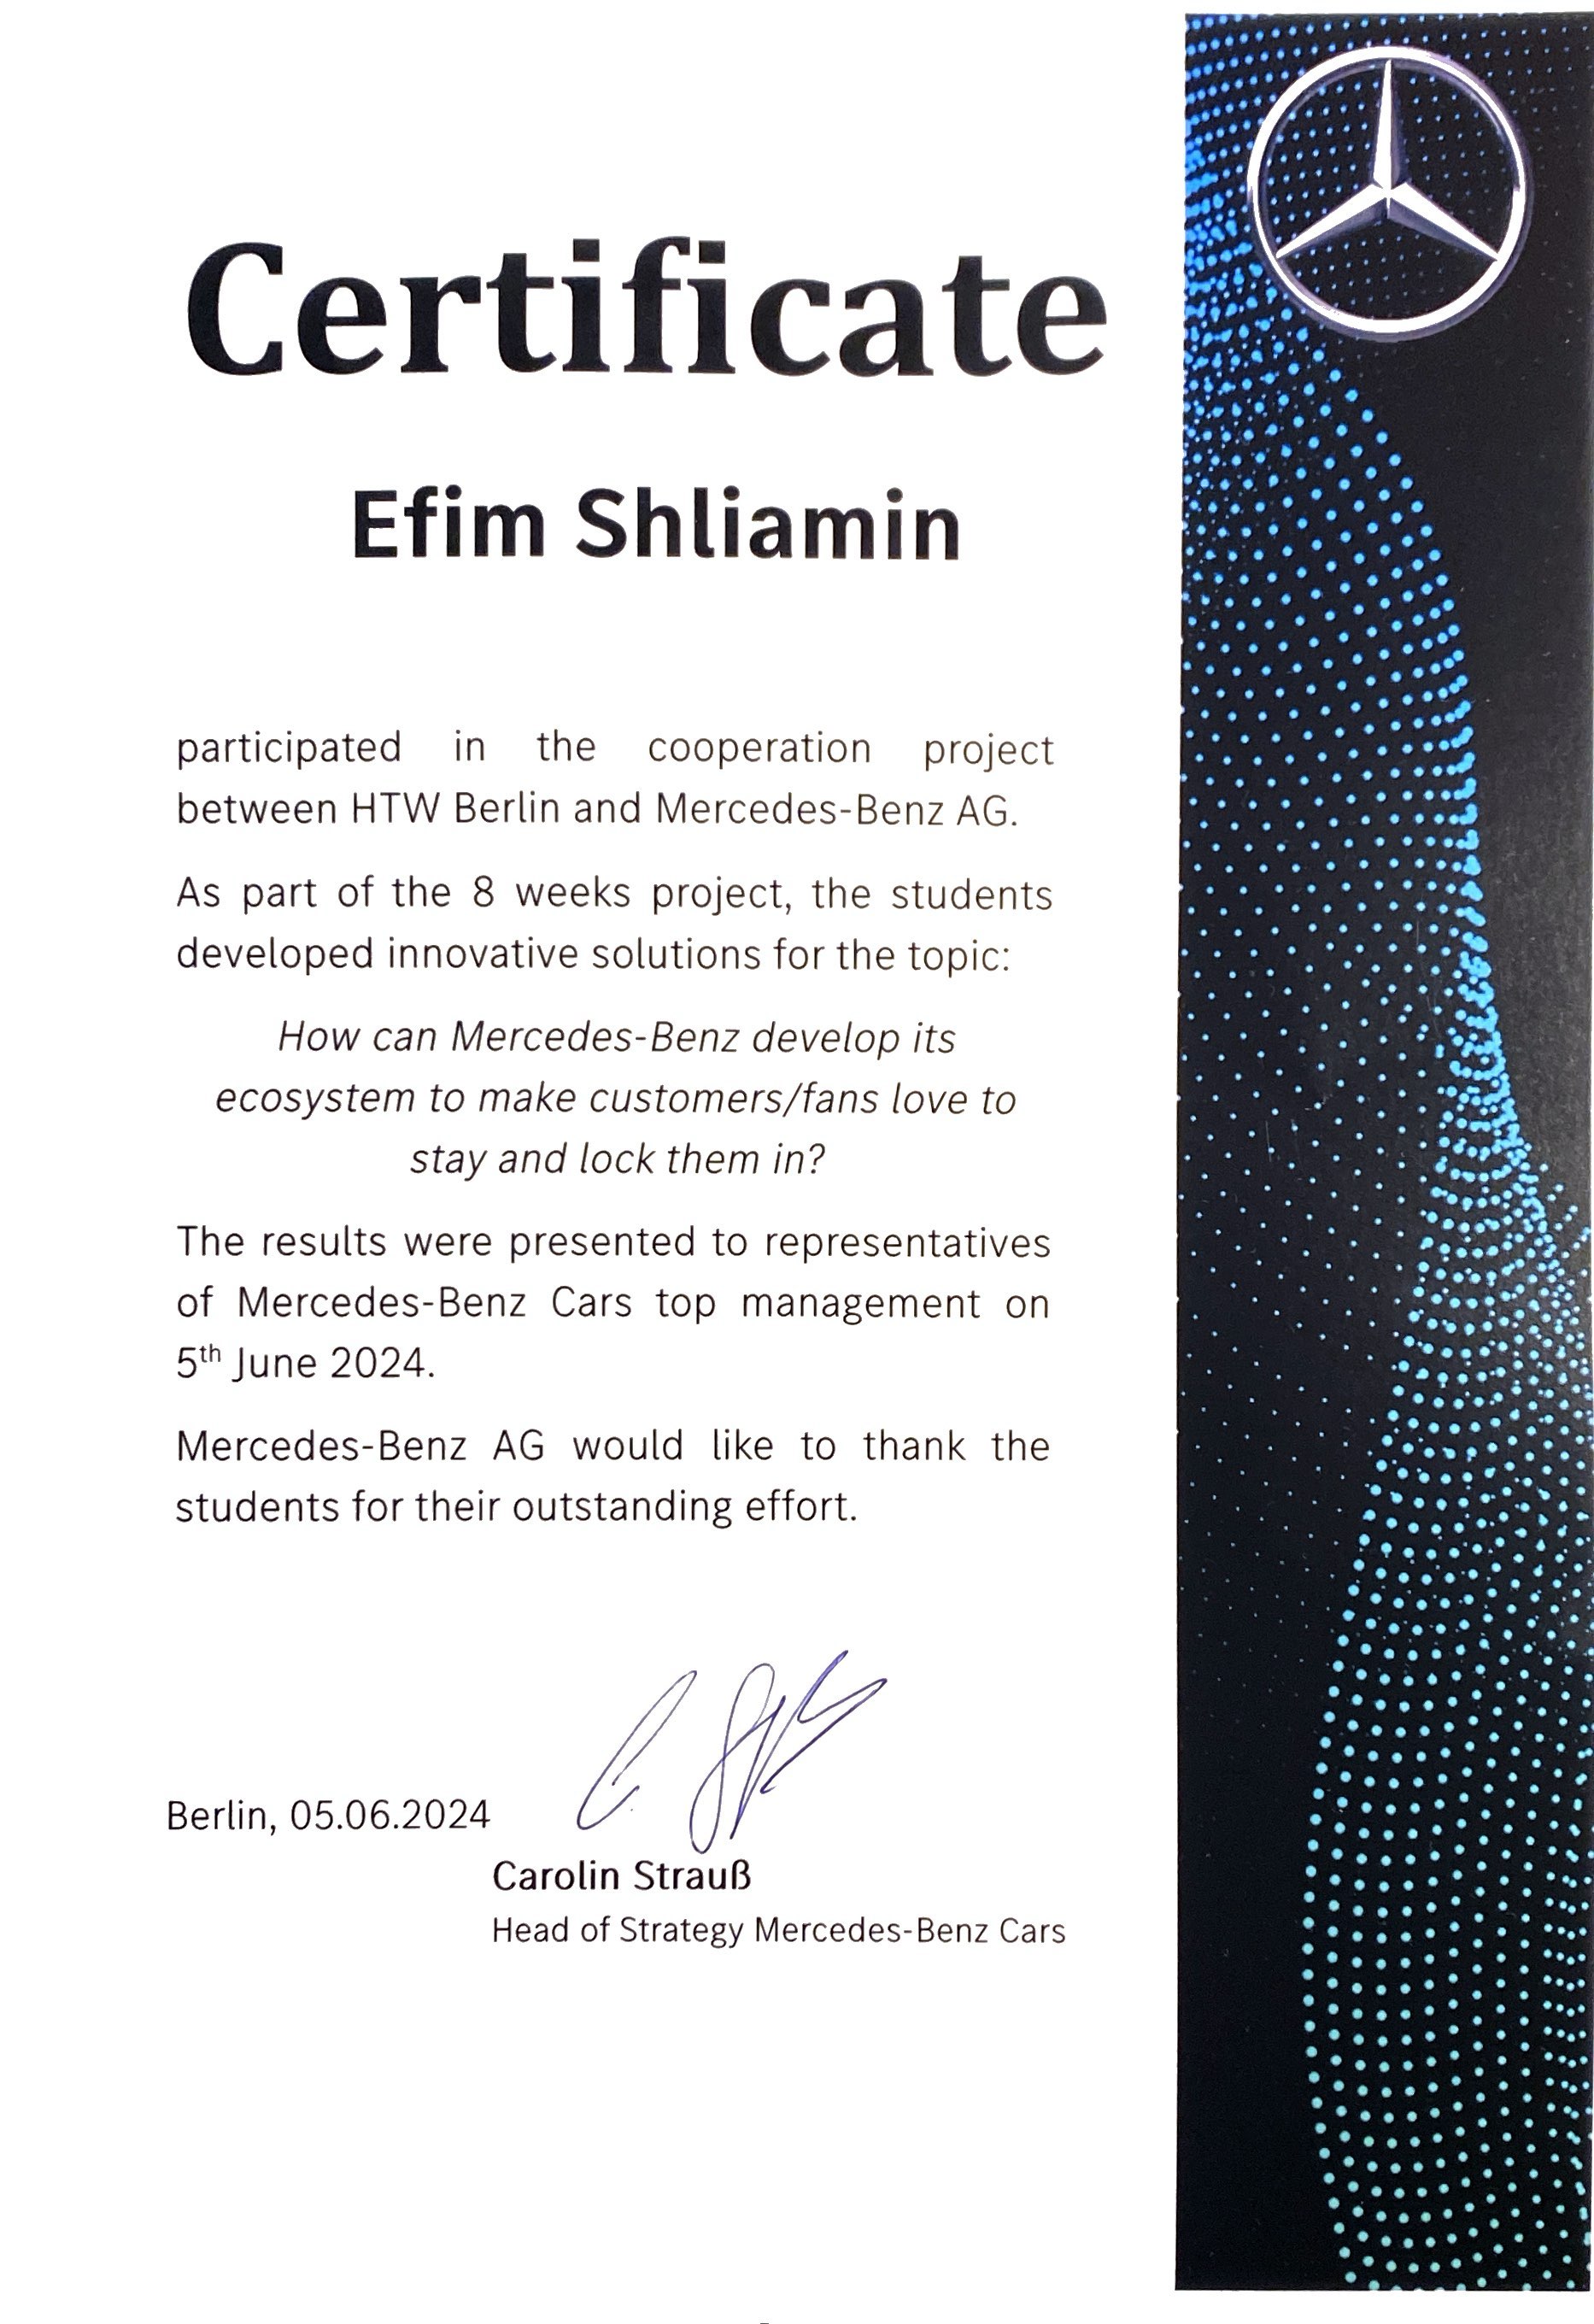 Certificate
Efim Shliamin
participated in the cooperation project
between HTW Berlin and Mercedes-Benz AG.
As part of the 8 weeks project, the students
developed innovative solutions for the topic:
How can Mercedes-Benz develop its
ecosystem to make customers/fans love to
stay and lock them in?
The results were presented to representatives
of Mercedes-Benz Cars top management on
5th June 2024.
Mercedes-Benz AG would like to thank the
students for their outstanding effort.
Berlin, 05.06.2024
Carolin Strauß
Head of Strategy Mercedes-Benz Cars